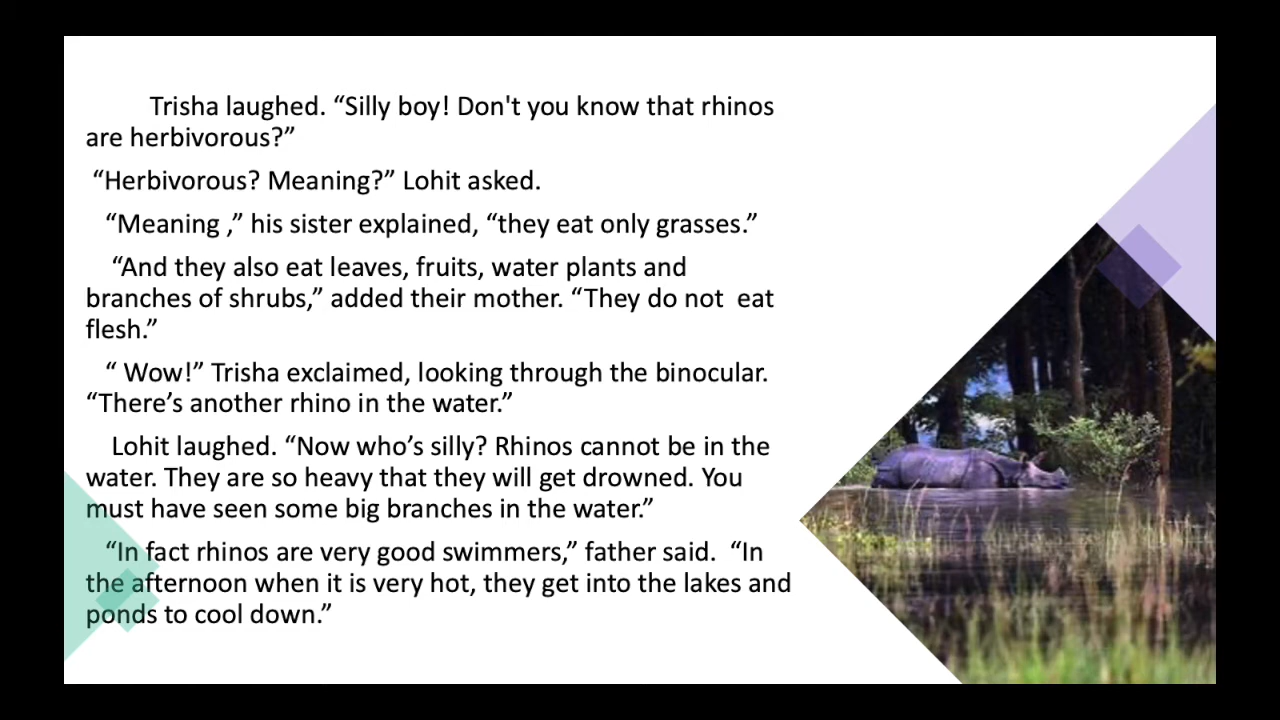 Trisha laughed. “Silly boy! Don't you know that rhinos
are herbivorous?”
“Herbivorous? Meaning?” Lohit asked.
“Meaning ,” his sister explained, “they eat only grasses.”
“And they also eat leaves, fruits, water plants and
branches of shrubs,” added their mother. “They do not  eat
flesh.”
“ Wow!” Trisha exclaimed, looking through the binocular.
“There’s another rhino in the water.”
Lohit laughed. “Now who’s silly? Rhinos cannot be in the
water. They are so heavy that they will get drowned. You
must have seen some big branches in the water.”
“In fact rhinos are very good swimmers,” father said.  “In
the afternoon when it is very hot, they get into the lakes and
ponds to cool down.”